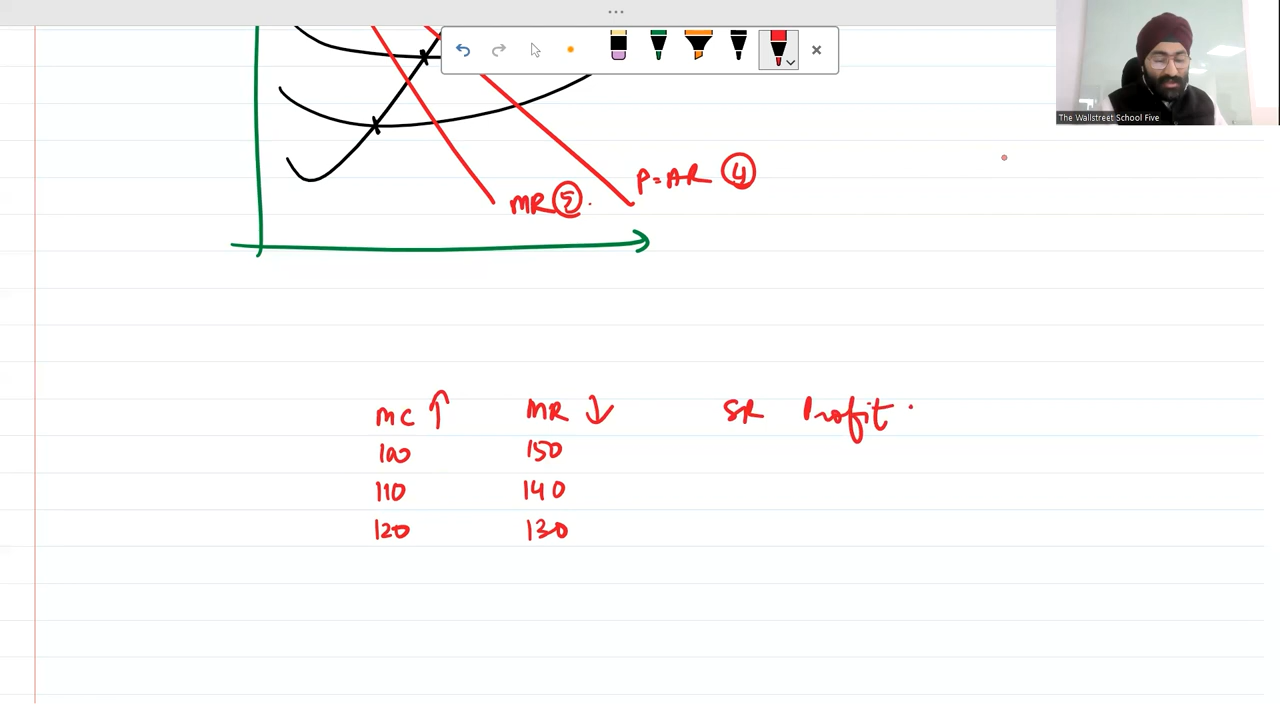 The Wallstreet School Five
P=AR 4
MR 5.
MC ↑ MR ↓ SR Profit.
100 150
110 140
120 130